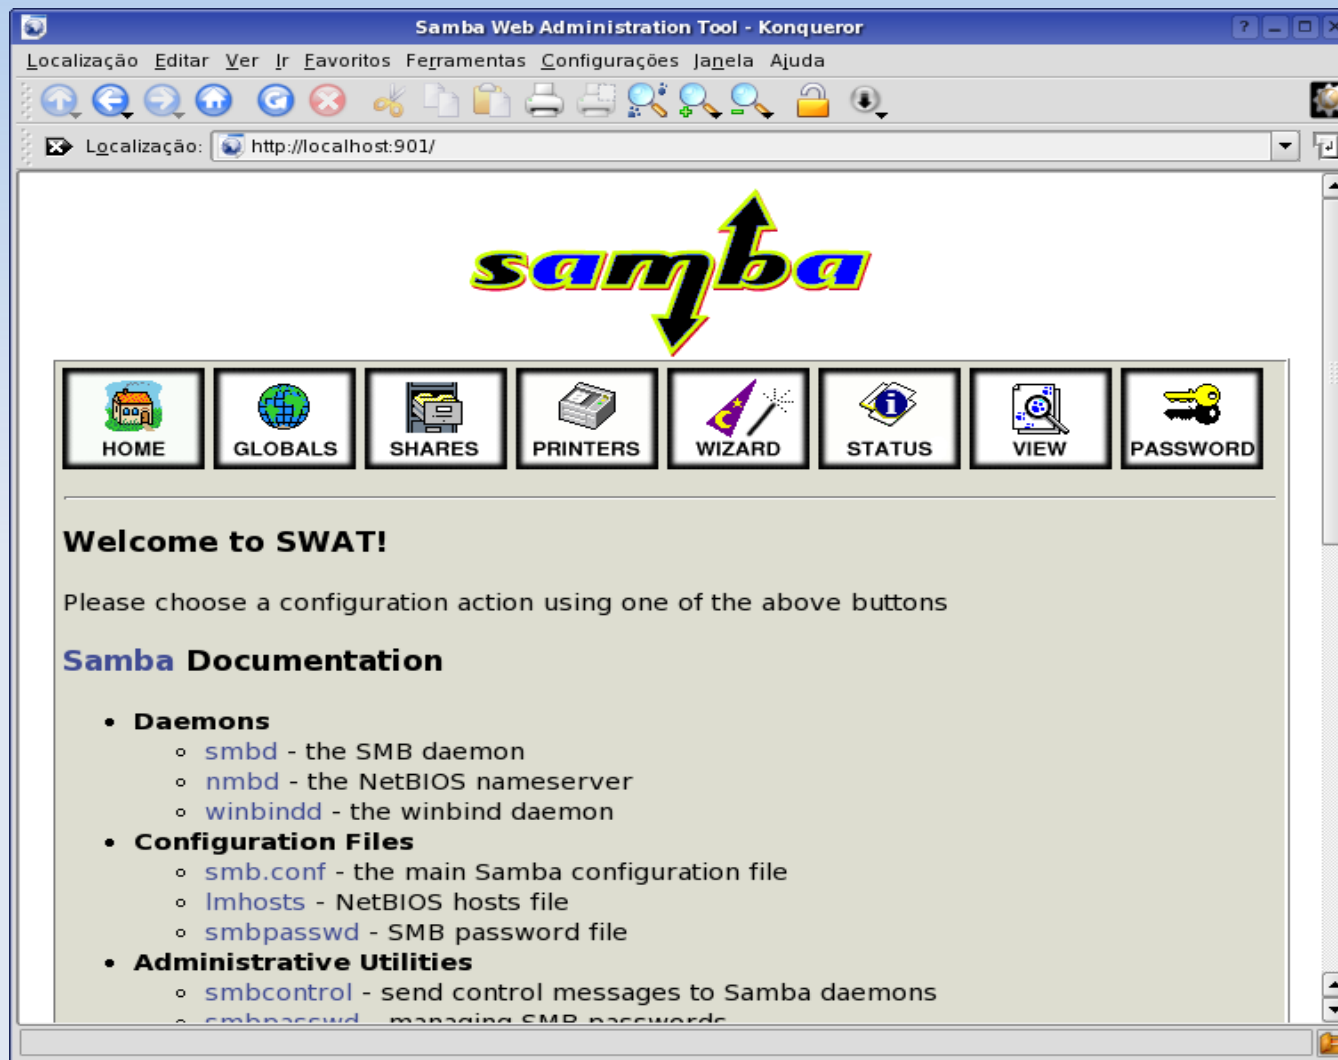 Samba Web Administration Tool - Konqueror
Localização Editar Ver Ir Favoritos Ferramentas Configurações Janela Ajuda
Localização: http://localhost:901/
samba
HOME GLOBALS SHARES PRINTERS WIZARD STATUS VIEW PASSWORD
Welcome to SWAT!
Please choose a configuration action using one of the above buttons
Samba Documentation
• Daemons
◦ smbd - the SMB daemon
◦ nmbd - the NetBIOS nameserver
◦ winbindd - the winbind daemon
• Configuration Files
◦ smb.conf - the main Samba configuration file
◦ lmhosts - NetBIOS hosts file
◦ smbpasswd - SMB password file
• Administrative Utilities
◦ smbcontrol - send control messages to Samba daemons
◦ smbpasswd - managing SMB passwords